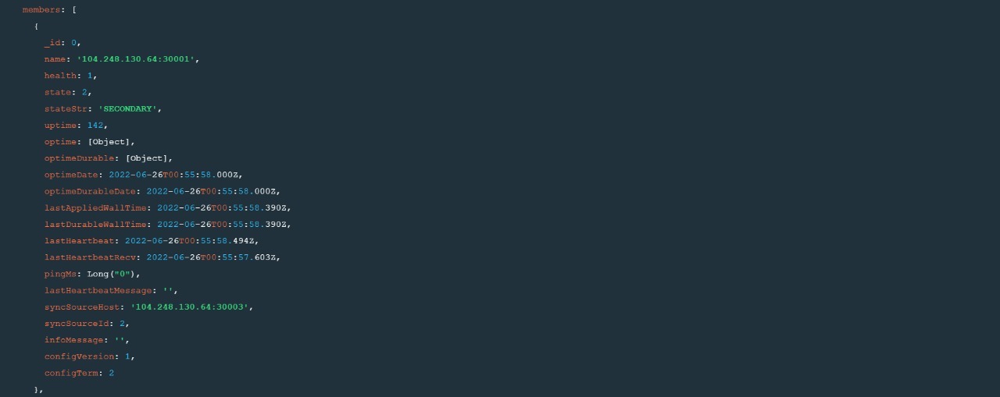 members: [
{
_id: 0,
name: '104.248.130.64:30001',
health: 1,
state: 2,
stateStr: 'SECONDARY',
uptime: 142,
optime: [Object],
optimeDurable: [Object],
optimeDate: 2022-06-26T00:55:58.000Z,
optimeDurableDate: 2022-06-26T00:55:58.000Z,
lastAppliedWallTime: 2022-06-26T00:55:58.390Z,
lastDurableWallTime: 2022-06-26T00:55:58.390Z,
lastHeartbeat: 2022-06-26T00:55:58.494Z,
lastHeartbeatRecv: 2022-06-26T00:55:57.603Z,
pingMs: Long("0"),
lastHeartbeatMessage: '',
syncSourceHost: '104.248.130.64:30003',
syncSourceId: 2,
infoMessage: '',
configVersion: 1,
configTerm: 2
},